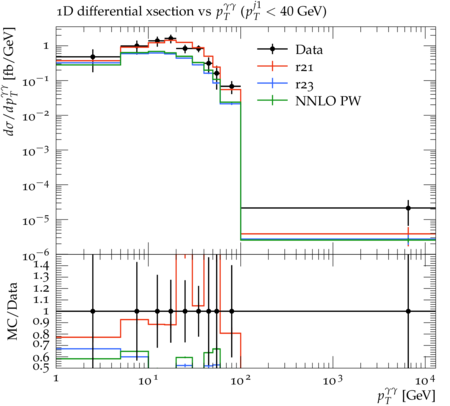 1D differential xsection vs p_T^γγ (p_T^j1 < 40 GeV)
dσ/dp_T^γγ [fb/GeV]
1
10^−1
10^−2
10^−3
10^−4
10^−5
10^−6
Data
r21
r23
NNLO PW
MC/Data
1.4
1.3
1.2
1.1
1
0.9
0.8
0.7
0.6
0.5
1 10^1 10^2 10^3 10^4
p_T^γγ [GeV]